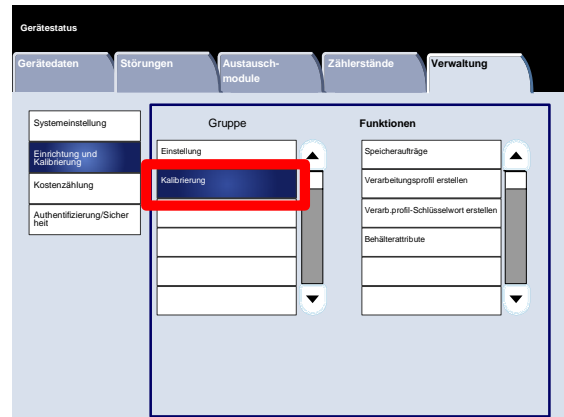 Gerätestatus
Gerätedaten
Störungen
Austausch-
module
Zählerstände
Verwaltung
Systemeinstellung
Einrichtung und
Kalibrierung
Kostenzählung
Authentifizierung/Sicher
heit
Gruppe
Einstellung
Kalibrierung
Funktionen
Speicheraufträge
Verarbeitungsprofil erstellen
Verarb.profil-Schlüsselwort erstellen
Behälterattribute